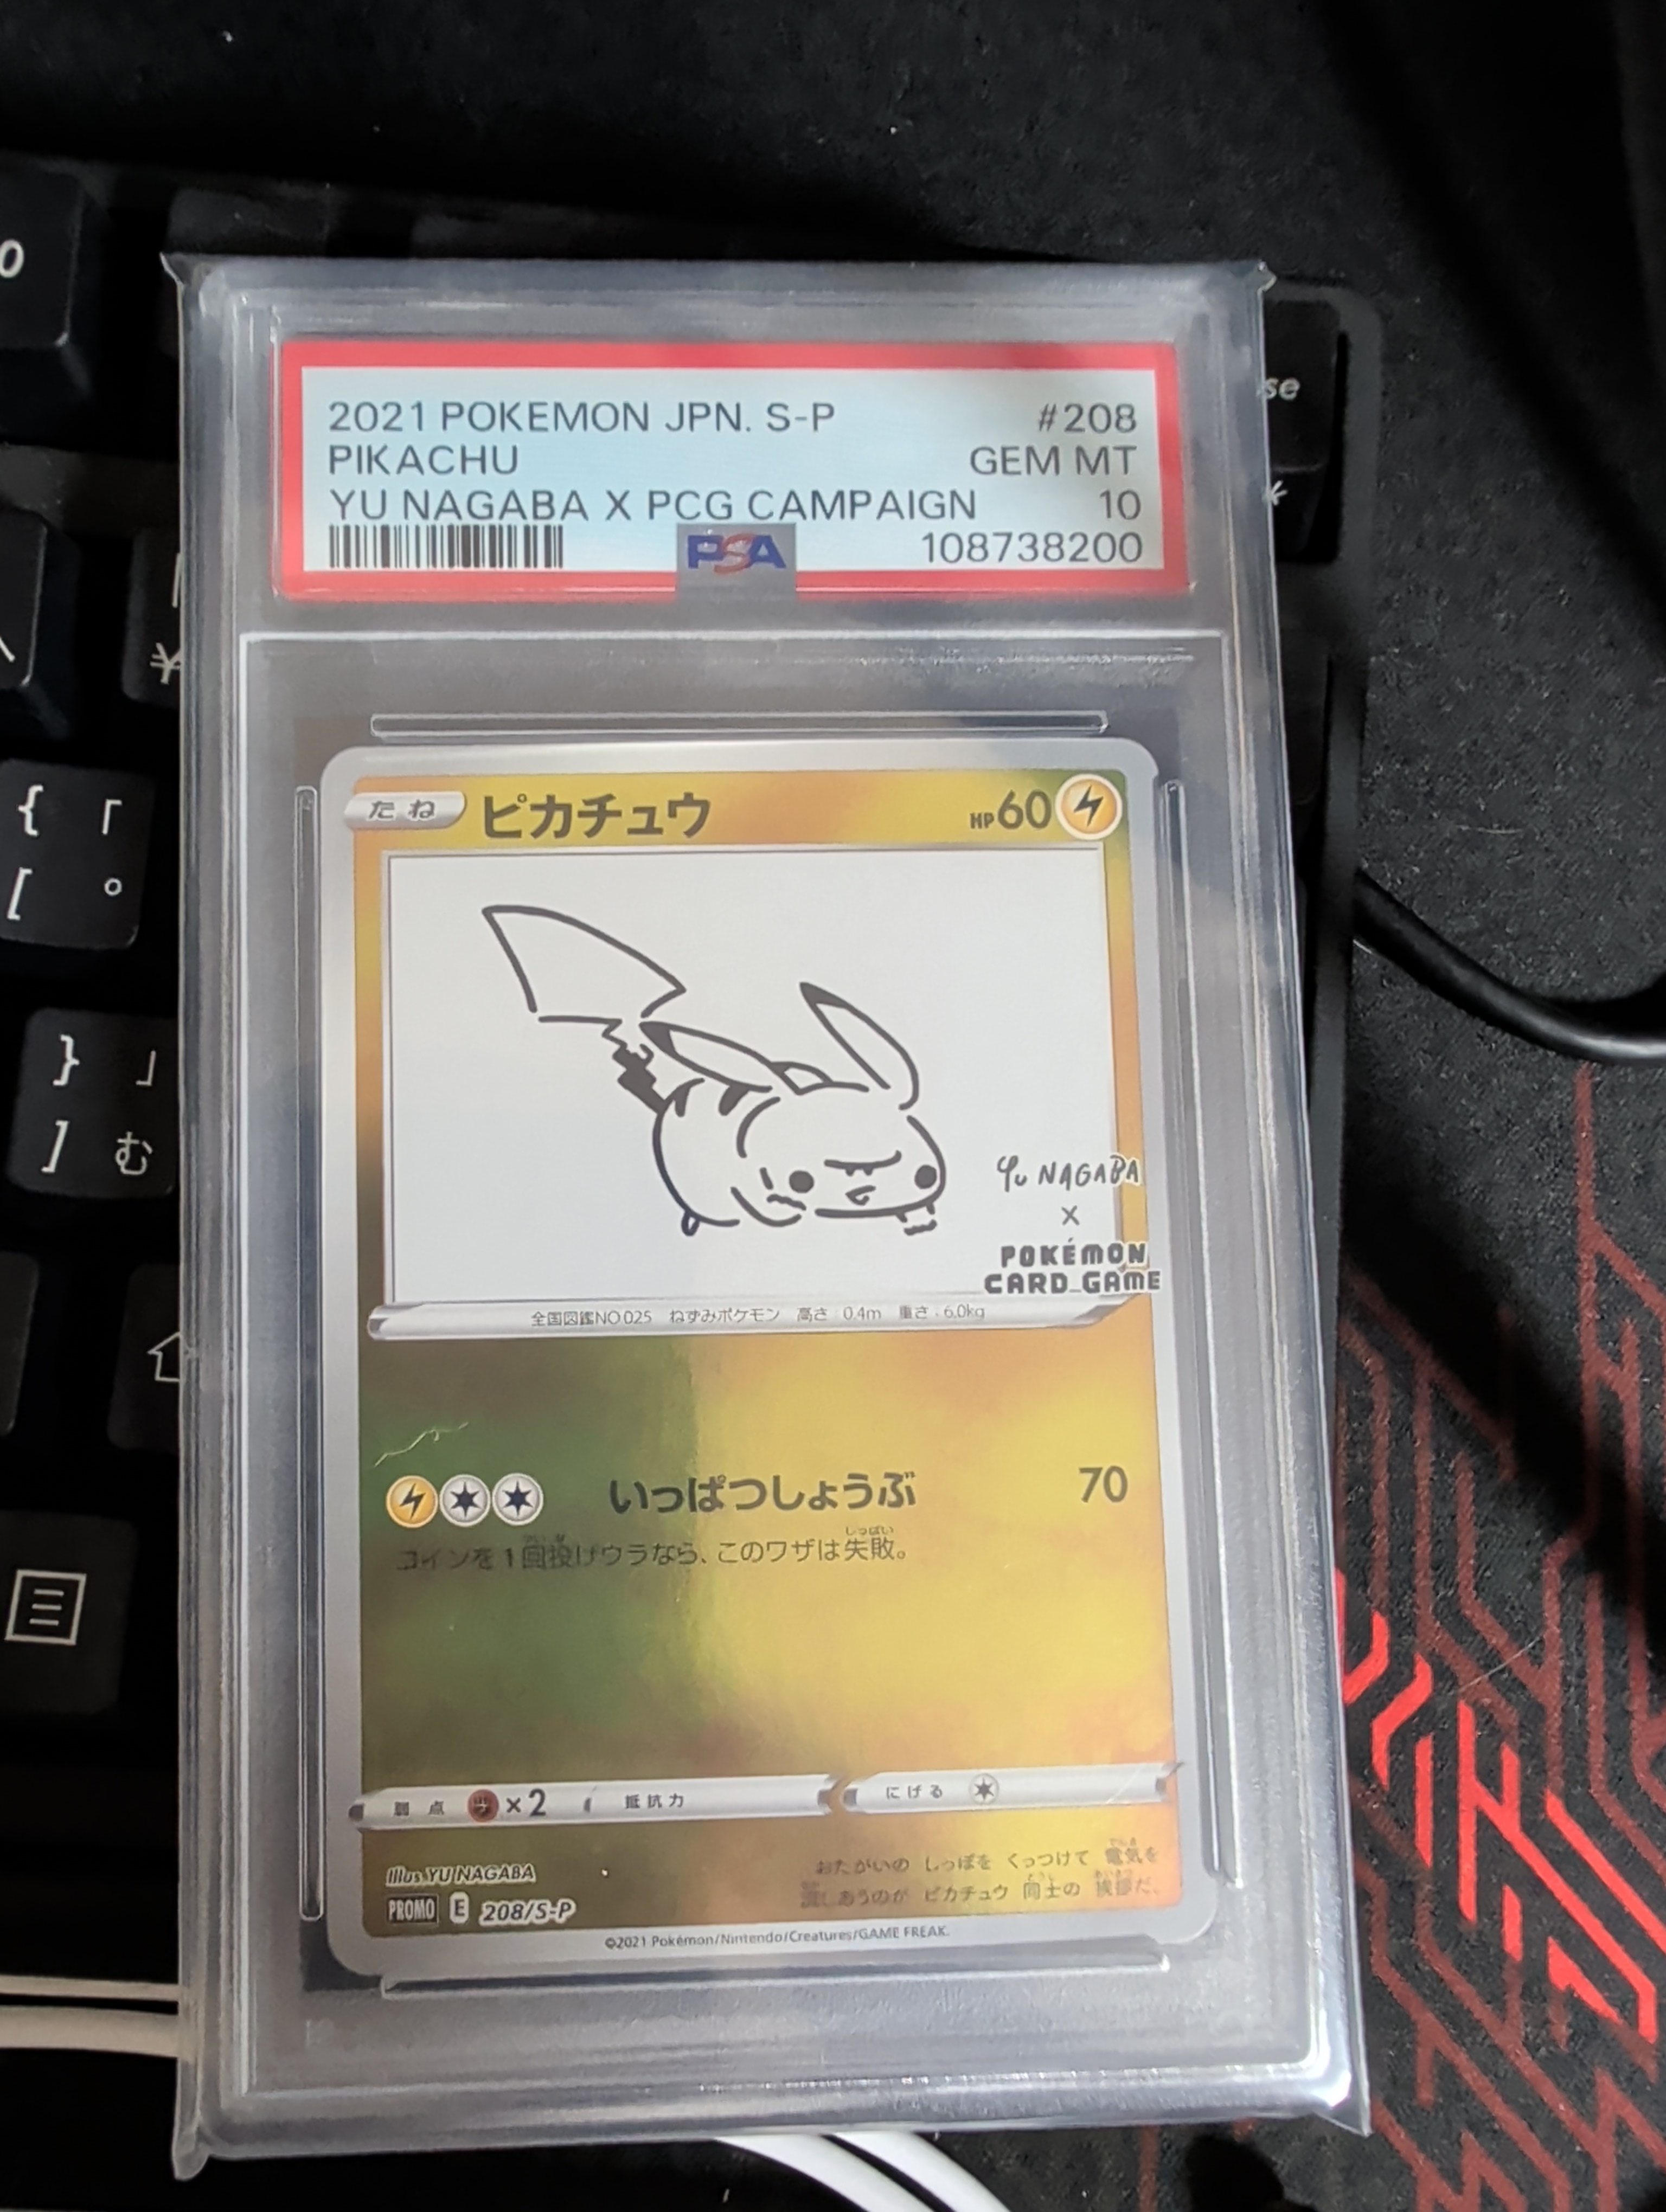 2021 POKEMON JPN. S-P #208
PIKACHU GEM MT
YU NAGABA X PCG CAMPAIGN 10
PSA 108738200
たね ピカチュウ HP60
YU NAGABA
×
POKÉMON
CARD GAME
全国図鑑NO.025 ねずみポケモン 高さ:0.4m 重さ:6.0kg
いっぱつしょうぶ 70
コインを1回投げウラなら、このワザは失敗。
弱点 ×2 抵抗力 にげる
Illus. YU NAGABA
おたがいの しっぽを くっつけて 電気を
流しあうのが ピカチュウ 同士の 挨拶だ。
PROMO E 208/S-P
©2021 Pokémon/Nintendo/Creatures/GAME FREAK.
0
se
¥
{ 「
[ °
} 」
] む